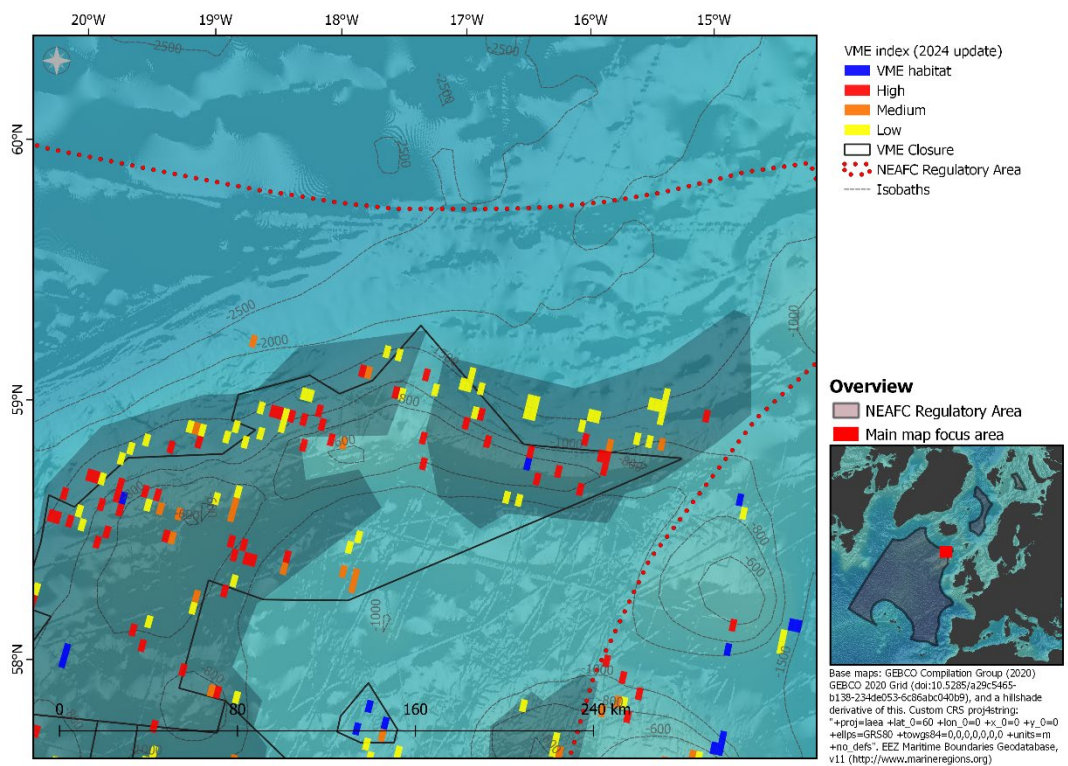 20°W 19°W 18°W 17°W 16°W 15°W
60°N
59°N
58°N
-2500
-2500
-2500
-2500
-2500
-2000
-1000
-800
-600
-1000
-800
-600
-1000
-800
-600
-1500
-1000
-800
-600
0 80 160 240 km
VME index (2024 update)
VME habitat
High
Medium
Low
VME Closure
NEAFC Regulatory Area
Isobaths
Overview
NEAFC Regulatory Area
Main map focus area
Base maps: GEBCO Compilation Group (2020)
GEBCO 2020 Grid (doi:10.5285/a29c5465-
b138-234de053-6c86abc040b9), and a hillshade
derivative of this. Custom CRS proj4string:
"+proj=laea +lat_0=60 +lon_0=0 +x_0=0 +y_0=0
+ellps=GRS80 +towgs84=0,0,0,0,0,0,0 +units=m
+no_defs". EEZ Maritime Boundaries Geodatabase,
v11 (http://www.marineregions.org)